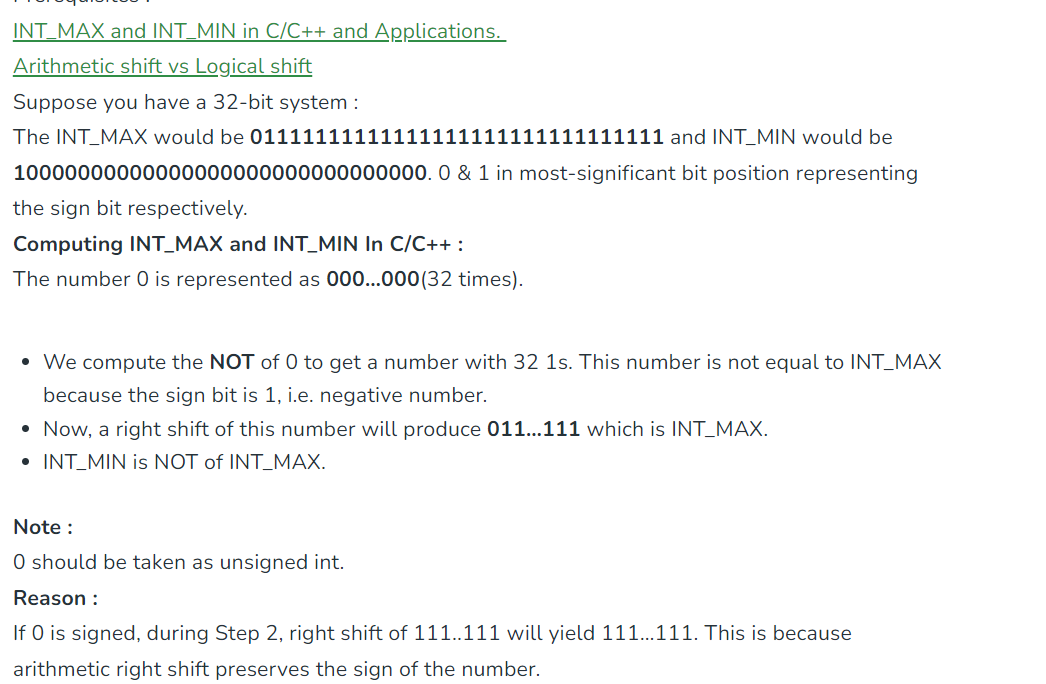 Prerequisites :
INT_MAX and INT_MIN in C/C++ and Applications.
Arithmetic shift vs Logical shift
Suppose you have a 32-bit system :
The INT_MAX would be 01111111111111111111111111111111 and INT_MIN would be
10000000000000000000000000000000. 0 & 1 in most-significant bit position representing
the sign bit respectively.
Computing INT_MAX and INT_MIN In C/C++ :
The number 0 is represented as 000...000(32 times).
We compute the NOT of 0 to get a number with 32 1s. This number is not equal to INT_MAX
because the sign bit is 1, i.e. negative number.
Now, a right shift of this number will produce 011...111 which is INT_MAX.
INT_MIN is NOT of INT_MAX.
Note :
0 should be taken as unsigned int.
Reason :
If 0 is signed, during Step 2, right shift of 111..111 will yield 111...111. This is because
arithmetic right shift preserves the sign of the number.